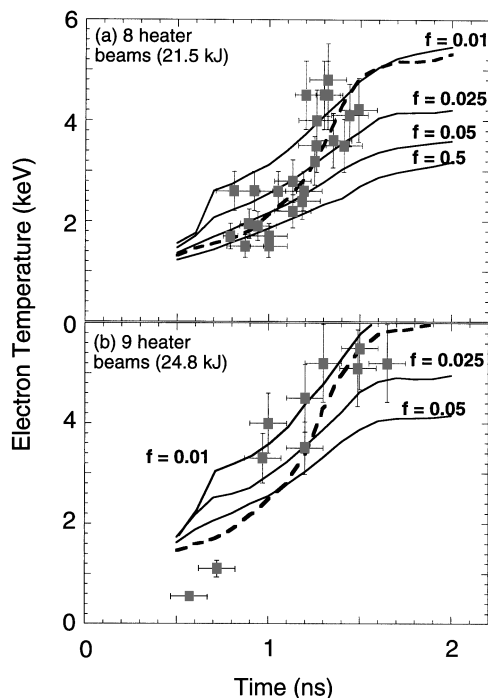 6
(a) 8 heater
beams (21.5 kJ)
f = 0.01
f = 0.025
f = 0.05
f = 0.5
4
2
0
Electron Temperature (keV)
(b) 9 heater
beams (24.8 kJ)
f = 0.025
f = 0.05
f = 0.01
4
2
0
0 1 2
Time (ns)